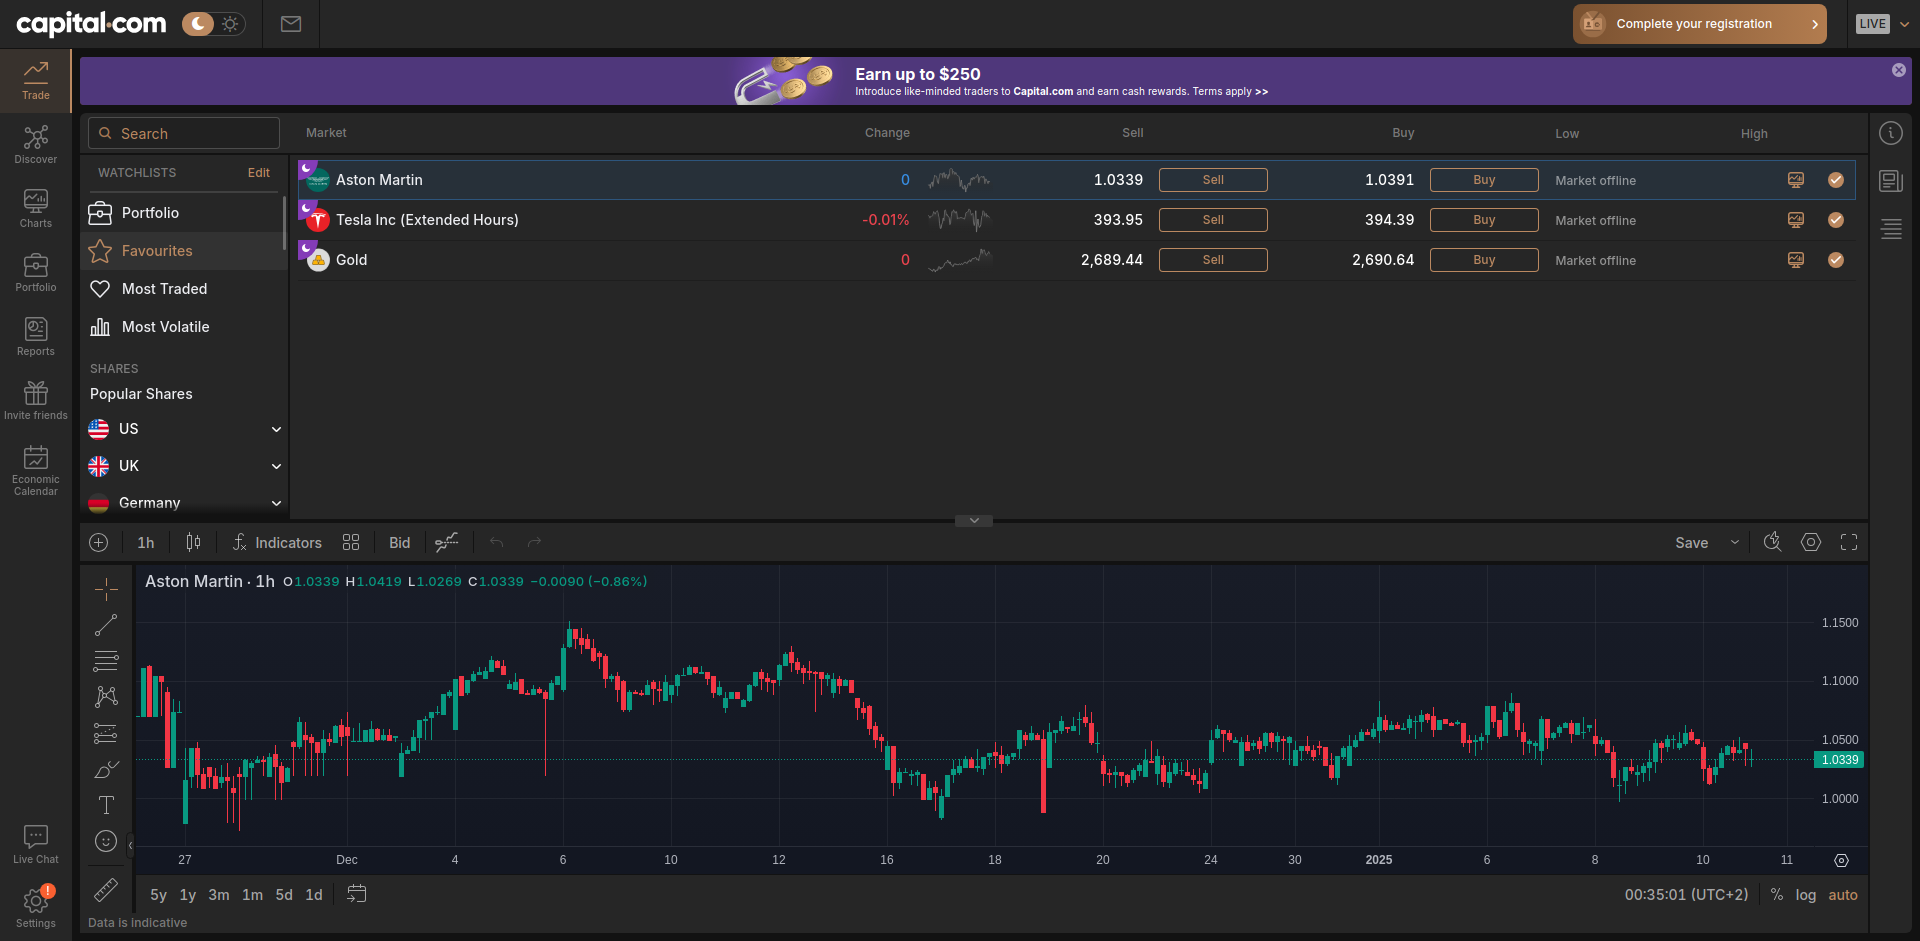 capital.com
Complete your registration
LIVE
Trade
Discover
Charts
Portfolio
Reports
Invite friends
Economic
Calendar
Live Chat
!
Settings
Earn up to $250
Introduce like-minded traders to Capital.com and earn cash rewards. Terms apply >>
Search
Market Change Sell Buy Low High
WATCHLISTS Edit
Portfolio
Favourites
Most Traded
Most Volatile
SHARES
Popular Shares
US
UK
Germany
Aston Martin 0 1.0339 Sell 1.0391 Buy Market offline
Tesla Inc (Extended Hours) -0.01% 393.95 Sell 394.39 Buy Market offline
Gold 0 2,689.44 Sell 2,690.64 Buy Market offline
1h Indicators Bid Save
Aston Martin · 1h O1.0339 H1.0419 L1.0269 C1.0339 −0.0090 (−0.86%)
1.1500
1.1000
1.0500
1.0339
1.0000
27 Dec 4 6 10 12 16 18 20 24 30 2025 6 8 10 11
5y 1y 3m 1m 5d 1d 00:35:01 (UTC+2) % log auto
Data is indicative